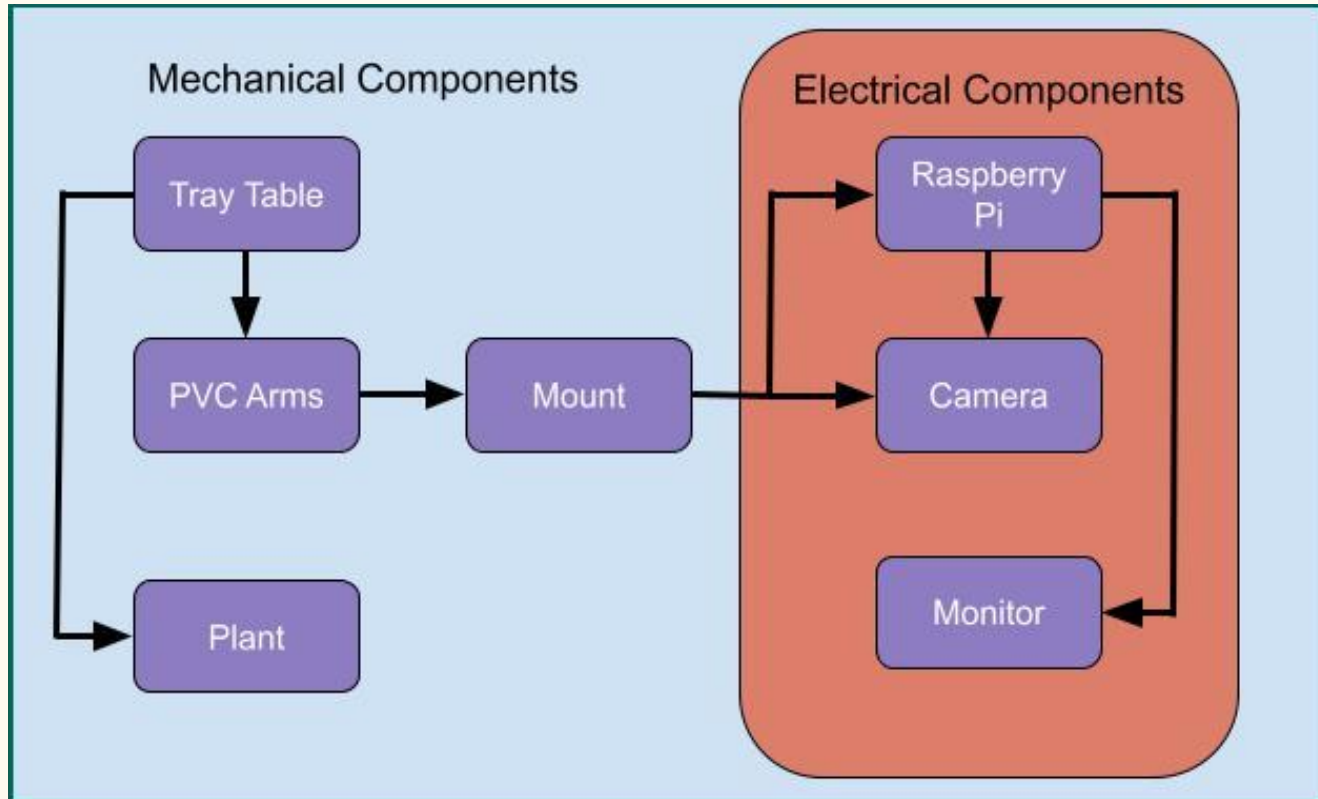 Mechanical Components
Electrical Components
Tray Table
Raspberry
Pi
PVC Arms
Mount
Camera
Plant
Monitor